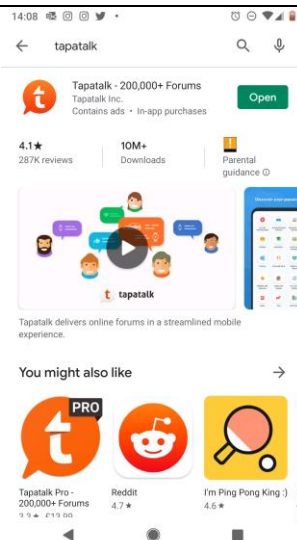 14:08
tapatalk
Tapatalk - 200,000+ Forums
Tapatalk Inc.
Contains ads • In-app purchases
Open
4.1★
287K reviews
10M+
Downloads
Parental
guidance
t tapatalk
Tapatalk delivers online forums in a streamlined mobile
experience.
You might also like
PRO
Tapatalk Pro -
200,000+ Forums
Reddit
4.7★
I'm Ping Pong King :)
4.6★